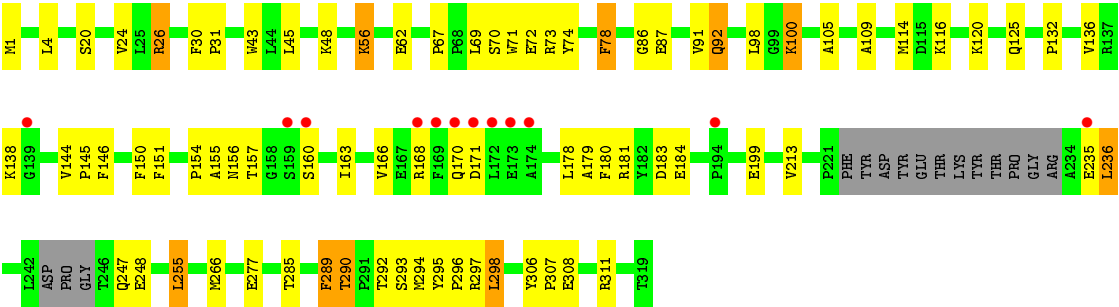 M1 L4 S20 V24 L25 R26 F30 P31 W43 L44 L45 K48 K56 E62 P67 P68 L69 S70 W71 E72 R73 Y74 F78 G86 E87 V91 Q92 L98 G99 K100 A105 A109 M114 D115 K116 K120 Q125 P132 V136 R137
K138 G139 V144 P145 F146 F150 F151 P154 A155 N156 T157 G158 S159 S160 I163 V166 E167 R168 F169 Q170 D171 L172 E173 A174 L178 A179 F180 R181 Y182 D183 E184 P194 E199 V213 P221 PHE TYR ASP TYR GLU THR LYS TYR THR PRO GLY ARG A234 E235 L236
L242 ASP PRO GLY T246 Q247 E248 L255 M266 E277 T285 F289 T290 P291 T292 S293 M294 Y295 P296 R297 L298 Y306 P307 E308 R311 T319